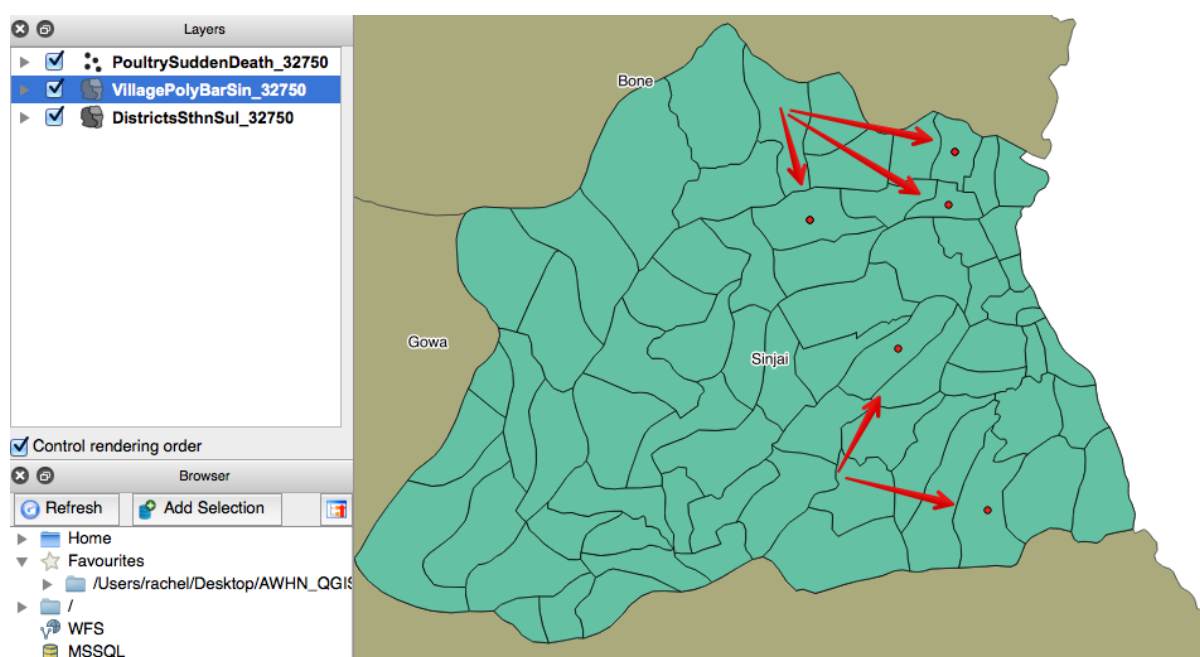 Layers
PoultrySuddenDeath_32750
VillagePolyBarSin_32750
DistrictsSthnSul_32750
Control rendering order
Browser
Refresh
Add Selection
Home
Favourites
/Users/rachel/Desktop/AWHN_QGIS
/
WFS
MSSQL
Bone
Gowa
Sinjai